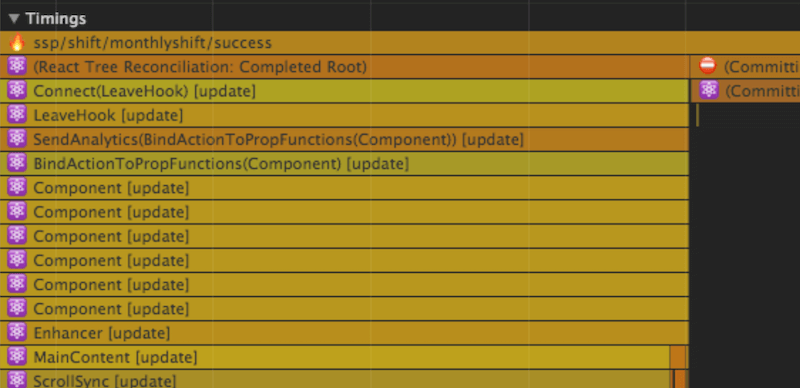 Timings
ssp/shift/monthlyshift/success
(React Tree Reconciliation: Completed Root)
(Committi
Connect(LeaveHook) [update]
(Committi
LeaveHook [update]
SendAnalytics(BindActionToPropFunctions(Component)) [update]
BindActionToPropFunctions(Component) [update]
Component [update]
Component [update]
Component [update]
Component [update]
Component [update]
Component [update]
Enhancer [update]
MainContent [update]
ScrollSync [update]